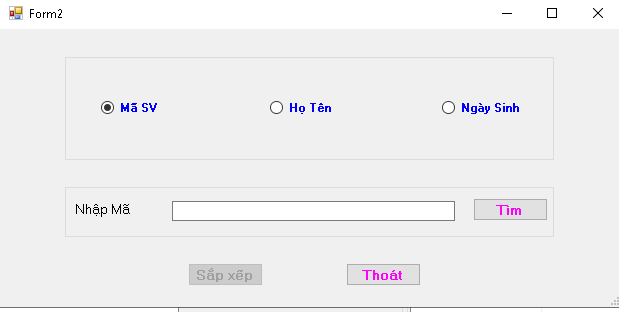 Form2
Mã SV
Họ Tên
Ngày Sinh
Nhập Mã
Tìm
Sắp xếp
Thoát